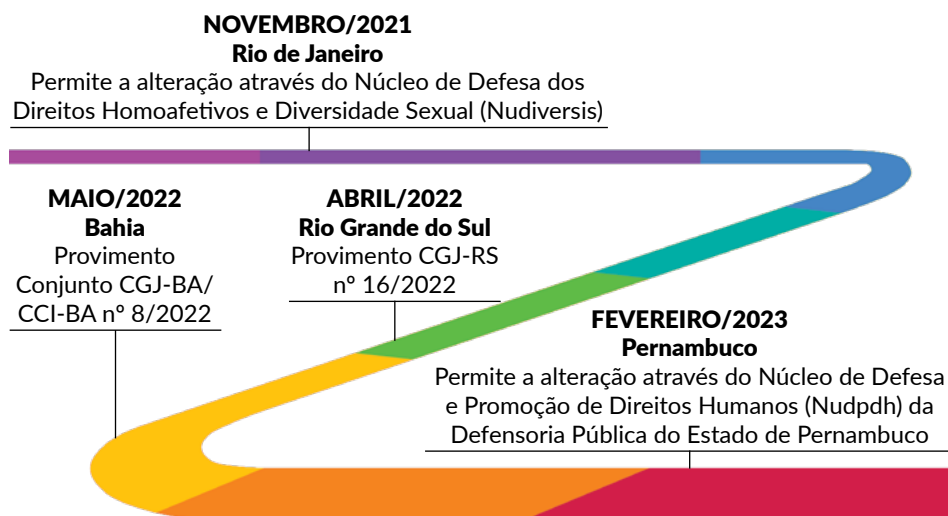 NOVEMBRO/2021
Rio de Janeiro
Permite a alteração através do Núcleo de Defesa dos
Direitos Homoafetivos e Diversidade Sexual (Nudiversis)
MAIO/2022
Bahia
Provimento
Conjunto CGJ-BA/
CCI-BA nº 8/2022
ABRIL/2022
Rio Grande do Sul
Provimento CGJ-RS
nº 16/2022
FEVEREIRO/2023
Pernambuco
Permite a alteração através do Núcleo de Defesa
e Promoção de Direitos Humanos (Nudpdh) da
Defensoria Pública do Estado de Pernambuco